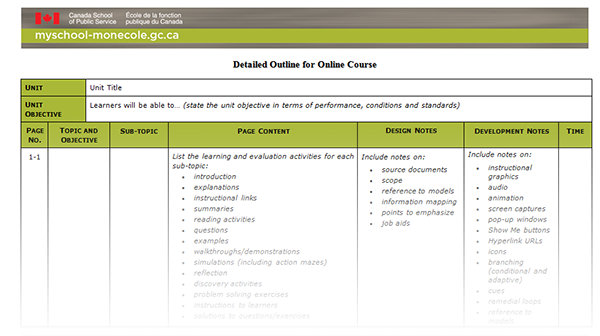 Canada School École de la fonction
of Public Service publique du Canada
myschool-monecole.gc.ca
Detailed Outline for Online Course
UNIT Unit Title
UNIT OBJECTIVE Learners will be able to... (state the unit objective in terms of performance, conditions and standards)
PAGE NO. TOPIC AND OBJECTIVE SUB-TOPIC PAGE CONTENT DESIGN NOTES DEVELOPMENT NOTES TIME
1-1
List the learning and evaluation activities for each
sub-topic:
• introduction
• explanations
• instructional links
• summaries
• reading activities
• questions
• examples
• walkthroughs/demonstrations
• simulations (including action mazes)
• reflection
• discovery activities
• problem solving exercises
• instructions to learners
• solutions to questions/exercises
Include notes on:
• source documents
• scope
• reference to models
• information mapping
• points to emphasize
• job aids
Include notes on:
• instructional
graphics
• audio
• animation
• screen captures
• pop-up windows
• Show Me buttons
• Hyperlink URLs
• icons
• branching
(conditional and
adaptive)
• cues
• remedial loops
• reference to
models